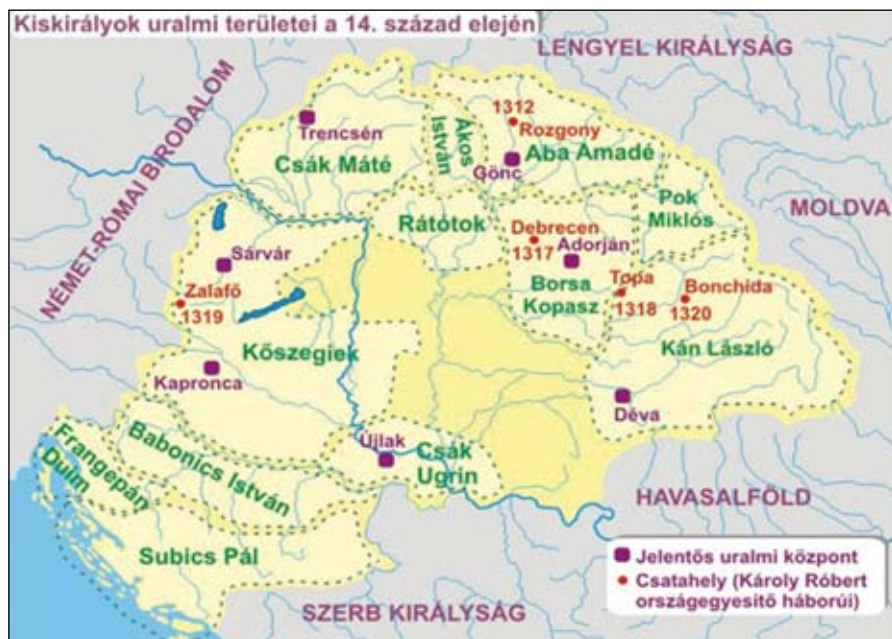 Kiskirályok uralmi területei a 14. század elején
LENGYEL KIRÁLYSÁG
NÉMET-RÓMAI BIRODALOM
1312
Rozgony
Trencsén
Ákos
István
Csák Máté
Aba Amadé
Gönc
Pok
Miklós
MOLDVA
Rátótok
Debrecen
1317
Adorján
Sárvár
Borsa
Kopasz
Topa
1318
Bonchida
1320
Zalafő
1319
Kőszegiek
Kán László
Kapronca
Déva
Babonics István
Frangepán
Duim
Ujlak
Csák
Ugrin
HAVASALFÖLD
Subics Pál
SZERB KIRÁLYSÁG
Jelentős uralmi központ
Csatahely (Károly Róbert
országegyesítő háborúi)